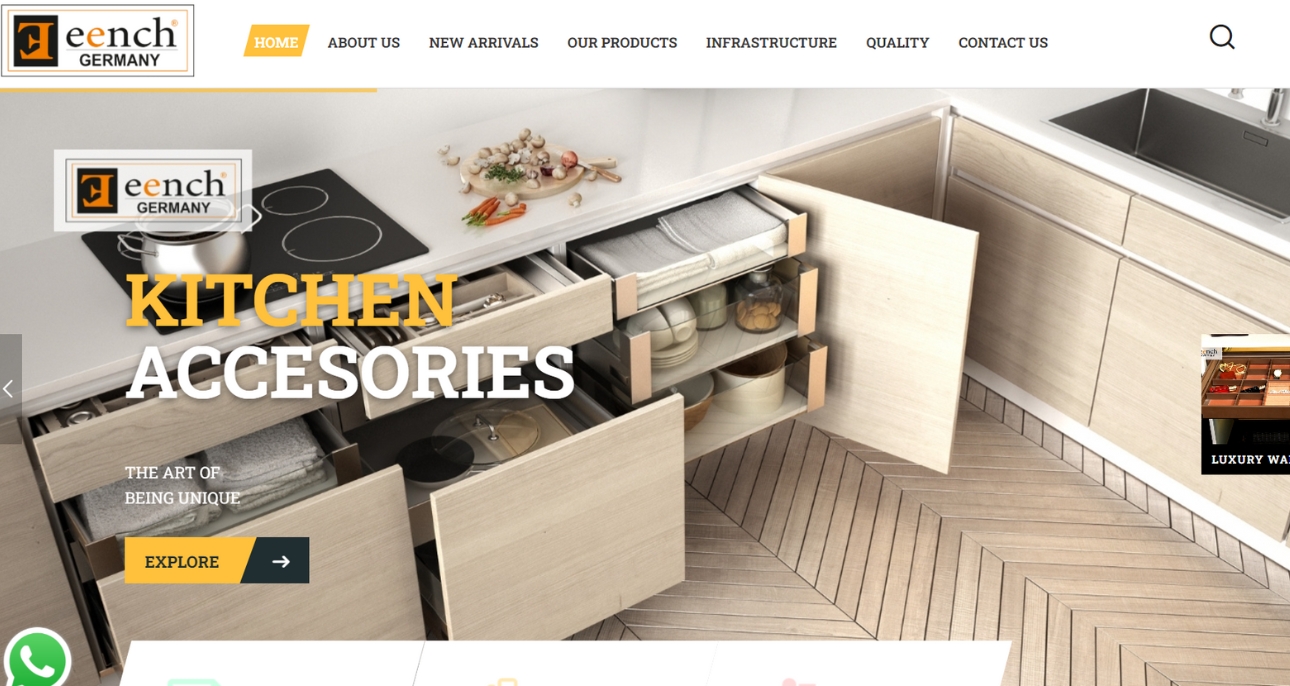 eench®
GERMANY
HOME
ABOUT US
NEW ARRIVALS
OUR PRODUCTS
INFRASTRUCTURE
QUALITY
CONTACT US
eench
GERMANY
KITCHEN
ACCESORIES
THE ART OF
BEING UNIQUE
EXPLORE
LUXURY